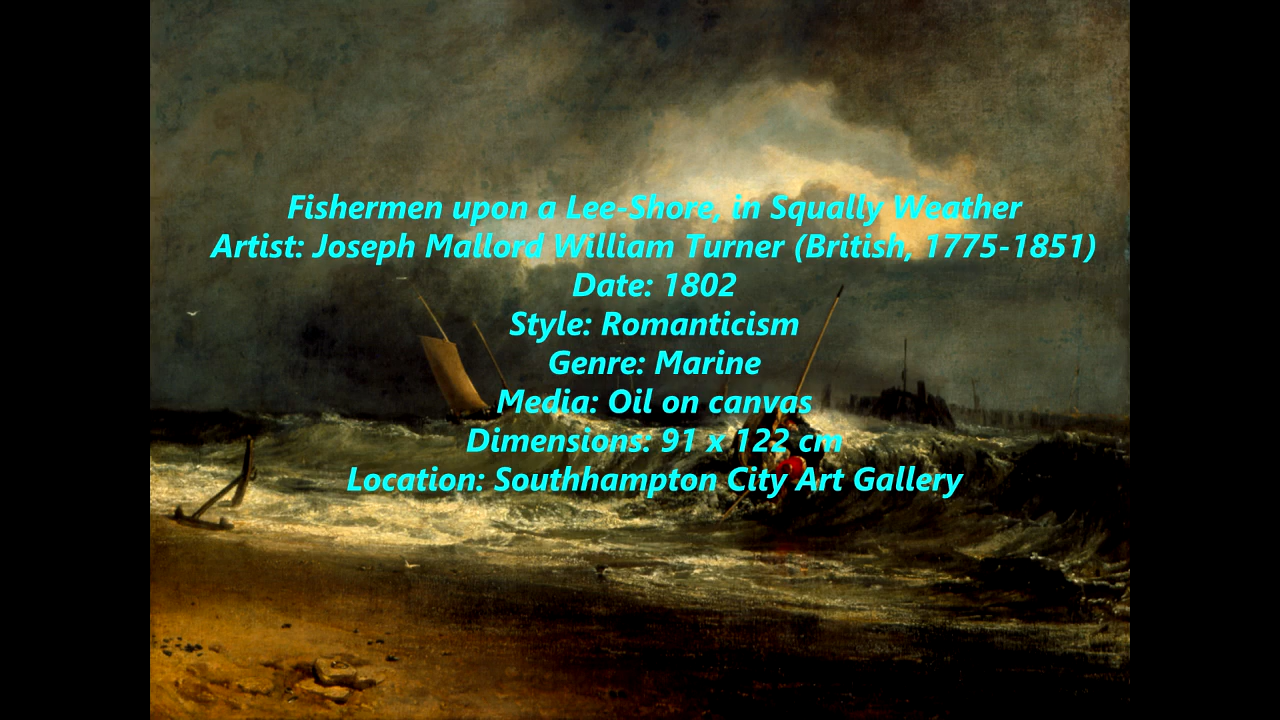 Fishermen upon a Lee-Shore, in Squally Weather
Artist: Joseph Mallord William Turner (British, 1775-1851)
Date: 1802
Style: Romanticism
Genre: Marine
Media: Oil on canvas
Dimensions: 91 x 122 cm
Location: Southhampton City Art Gallery